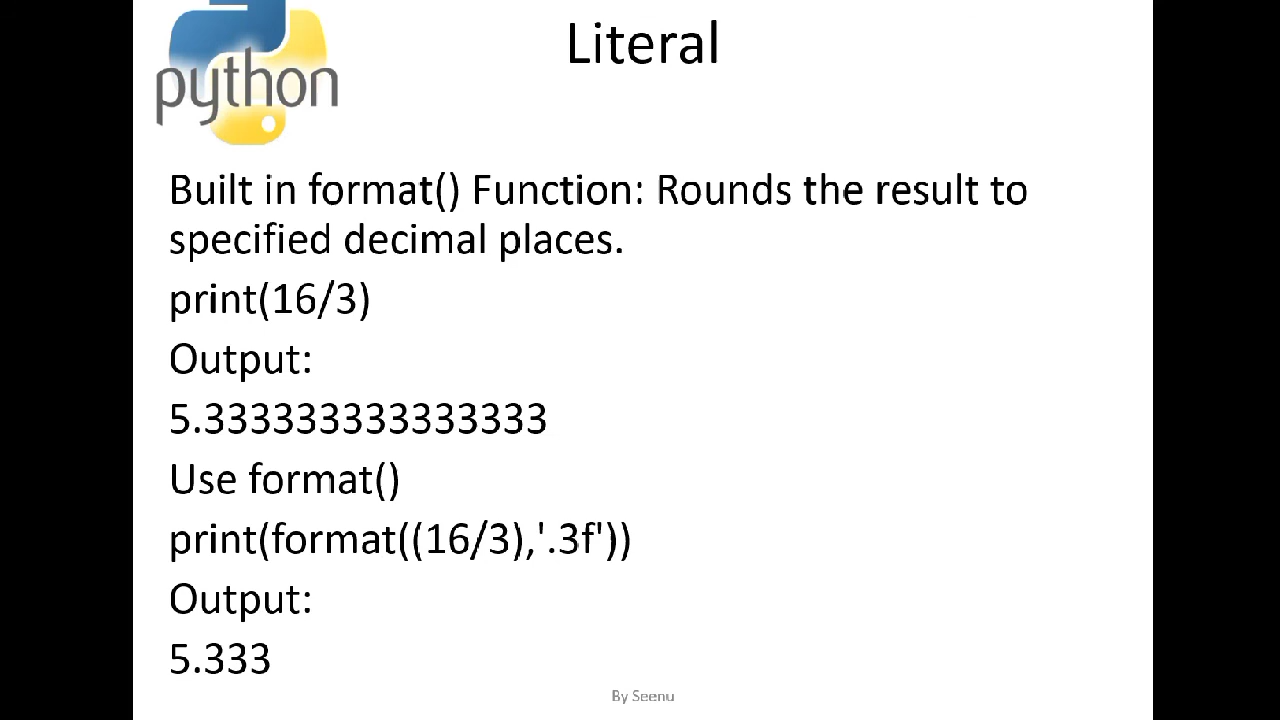 python
Literal
Built in format() Function: Rounds the result to
specified decimal places.
print(16/3)
Output:
5.333333333333333
Use format()
print(format((16/3),'.3f'))
Output:
5.333
By Seenu